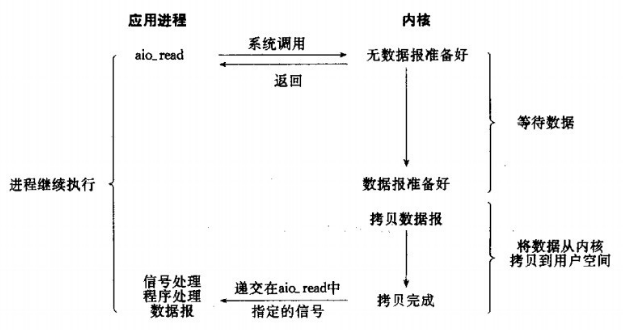 应用进程
内核
aio_read
系统调用
无数据报准备好
返回
等待数据
进程继续执行
数据报准备好
拷贝数据报
将数据从内核
拷贝到用户空间
信号处理
程序处理
数据报
递交在aio_read中
指定的信号
拷贝完成